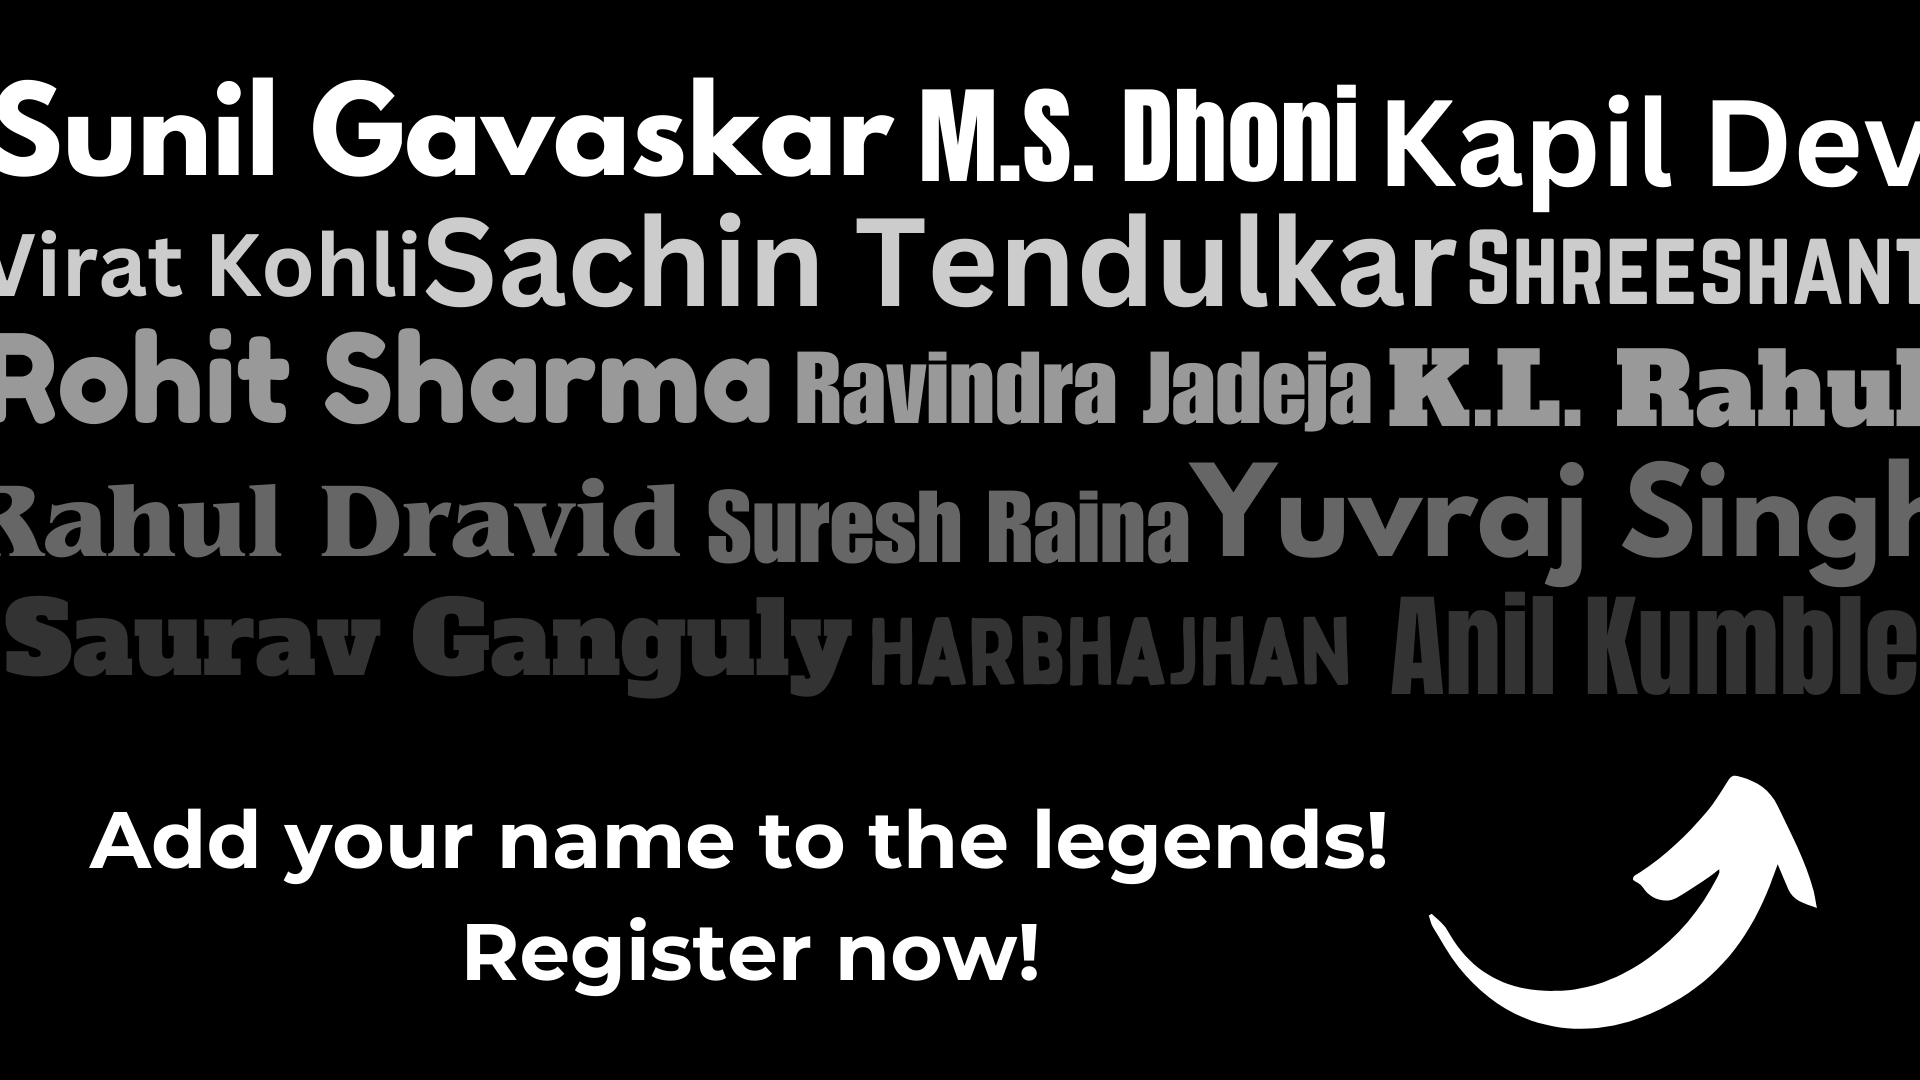 Sunil Gavaskar M.S. Dhoni Kapil Dev
Virat Kohli Sachin Tendulkar SHREESHANT
Rohit Sharma Ravindra Jadeja K.L. Rahul
Rahul Dravid Suresh Raina Yuvraj Singh
Saurav Ganguly HARBHAJHAN Anil Kumble
Add your name to the legends!
Register now!